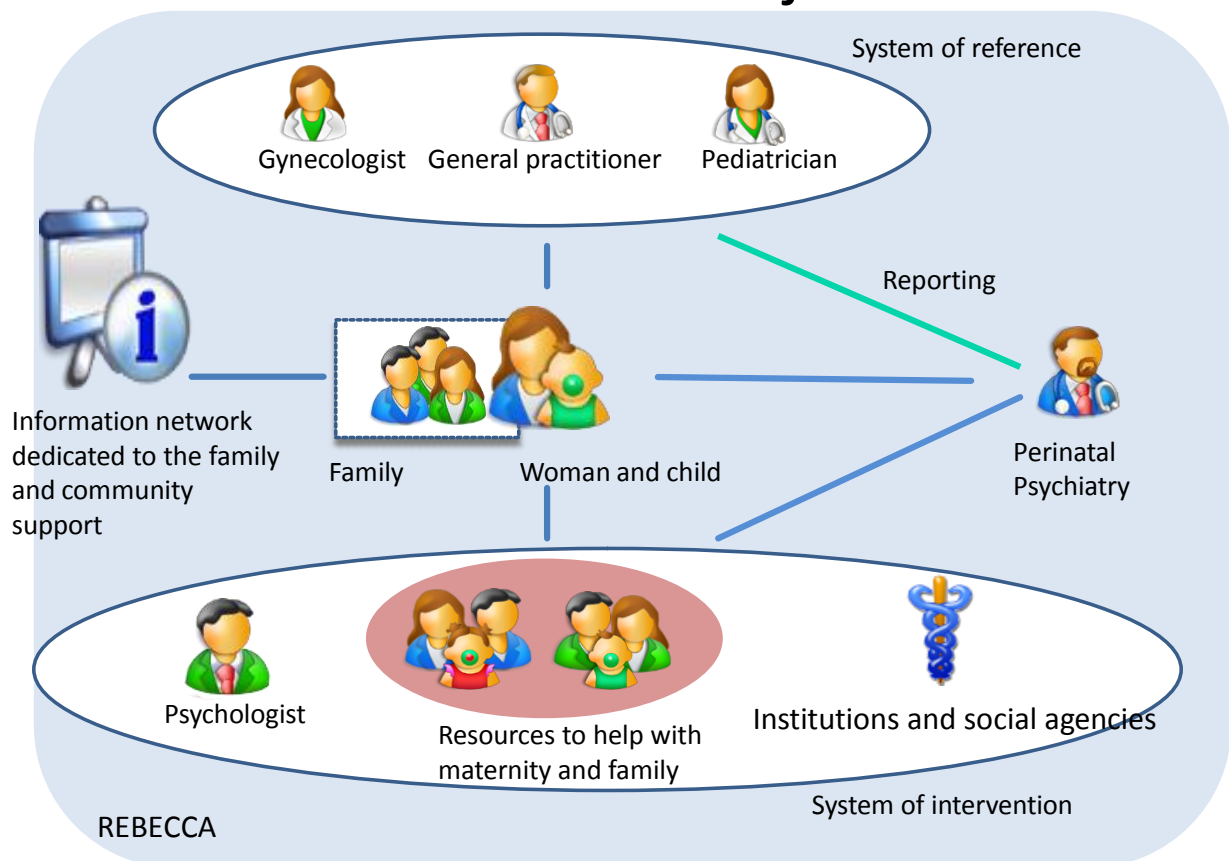 System of reference
Gynecologist
General practitioner
Pediatrician
Reporting
Information network
dedicated to the family
and community
support
Family
Woman and child
Perinatal
Psychiatry
Psychologist
Resources to help with
maternity and family
Institutions and social agencies
System of intervention
REBECCA